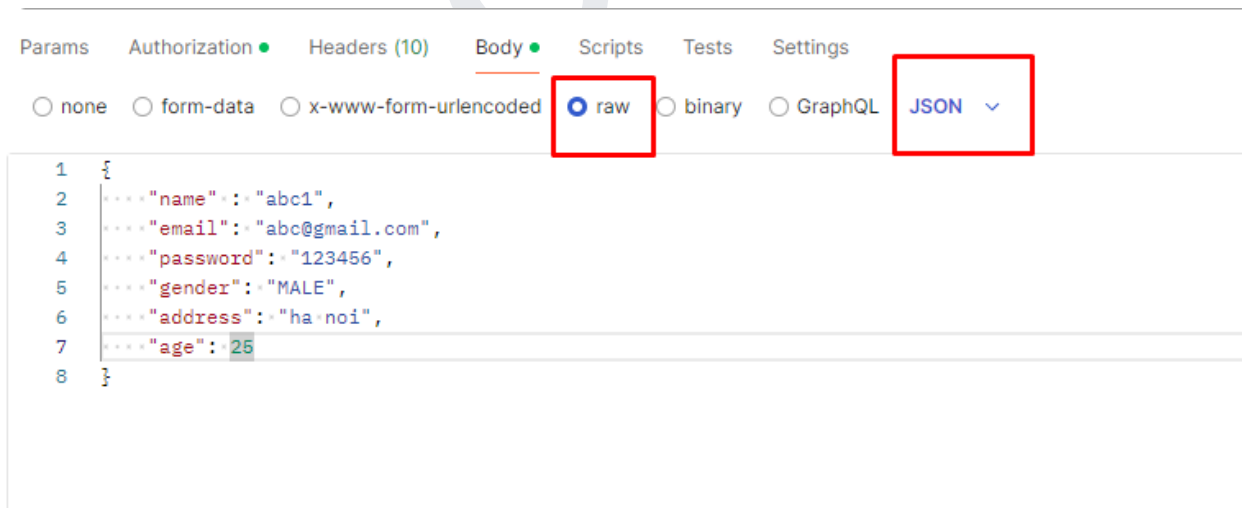 Params Authorization Headers (10) Body Scripts Tests Settings
none form-data x-www-form-urlencoded raw binary GraphQL JSON
1 {
2 "name" : "abc1",
3 "email": "abc@gmail.com",
4 "password": "123456",
5 "gender": "MALE",
6 "address": "ha noi",
7 "age": 25
8 }